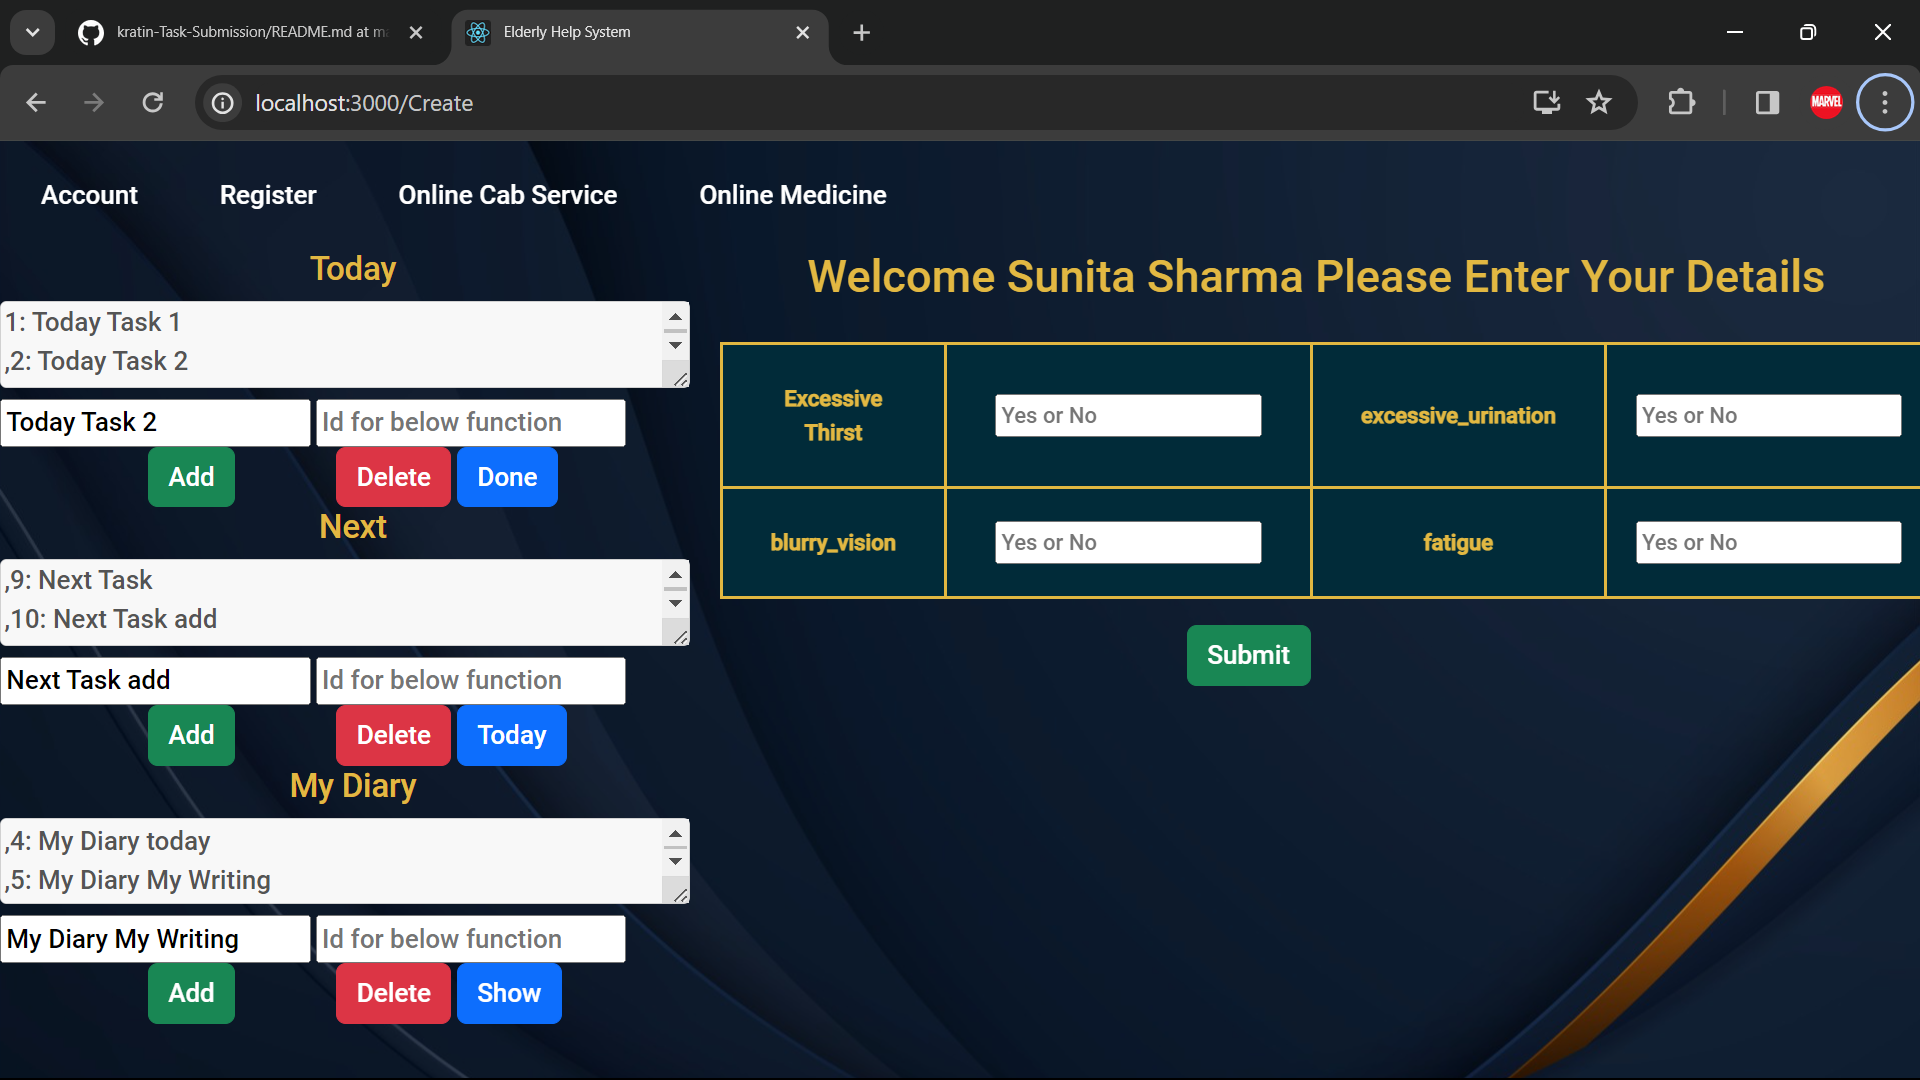 kratin-Task-Submission/README.md at m
Elderly Help System
localhost:3000/Create
MARVEL
Account Register Online Cab Service Online Medicine
Today
1: Today Task 1
,2: Today Task 2
Today Task 2 Id for below function
Add Delete Done
Next
,9: Next Task
,10: Next Task add
Next Task add Id for below function
Add Delete Today
My Diary
,4: My Diary today
,5: My Diary My Writing
My Diary My Writing Id for below function
Add Delete Show
Welcome Sunita Sharma Please Enter Your Details
Excessive
Thirst
Yes or No
excessive_urination
Yes or No
blurry_vision
Yes or No
fatigue
Yes or No
Submit